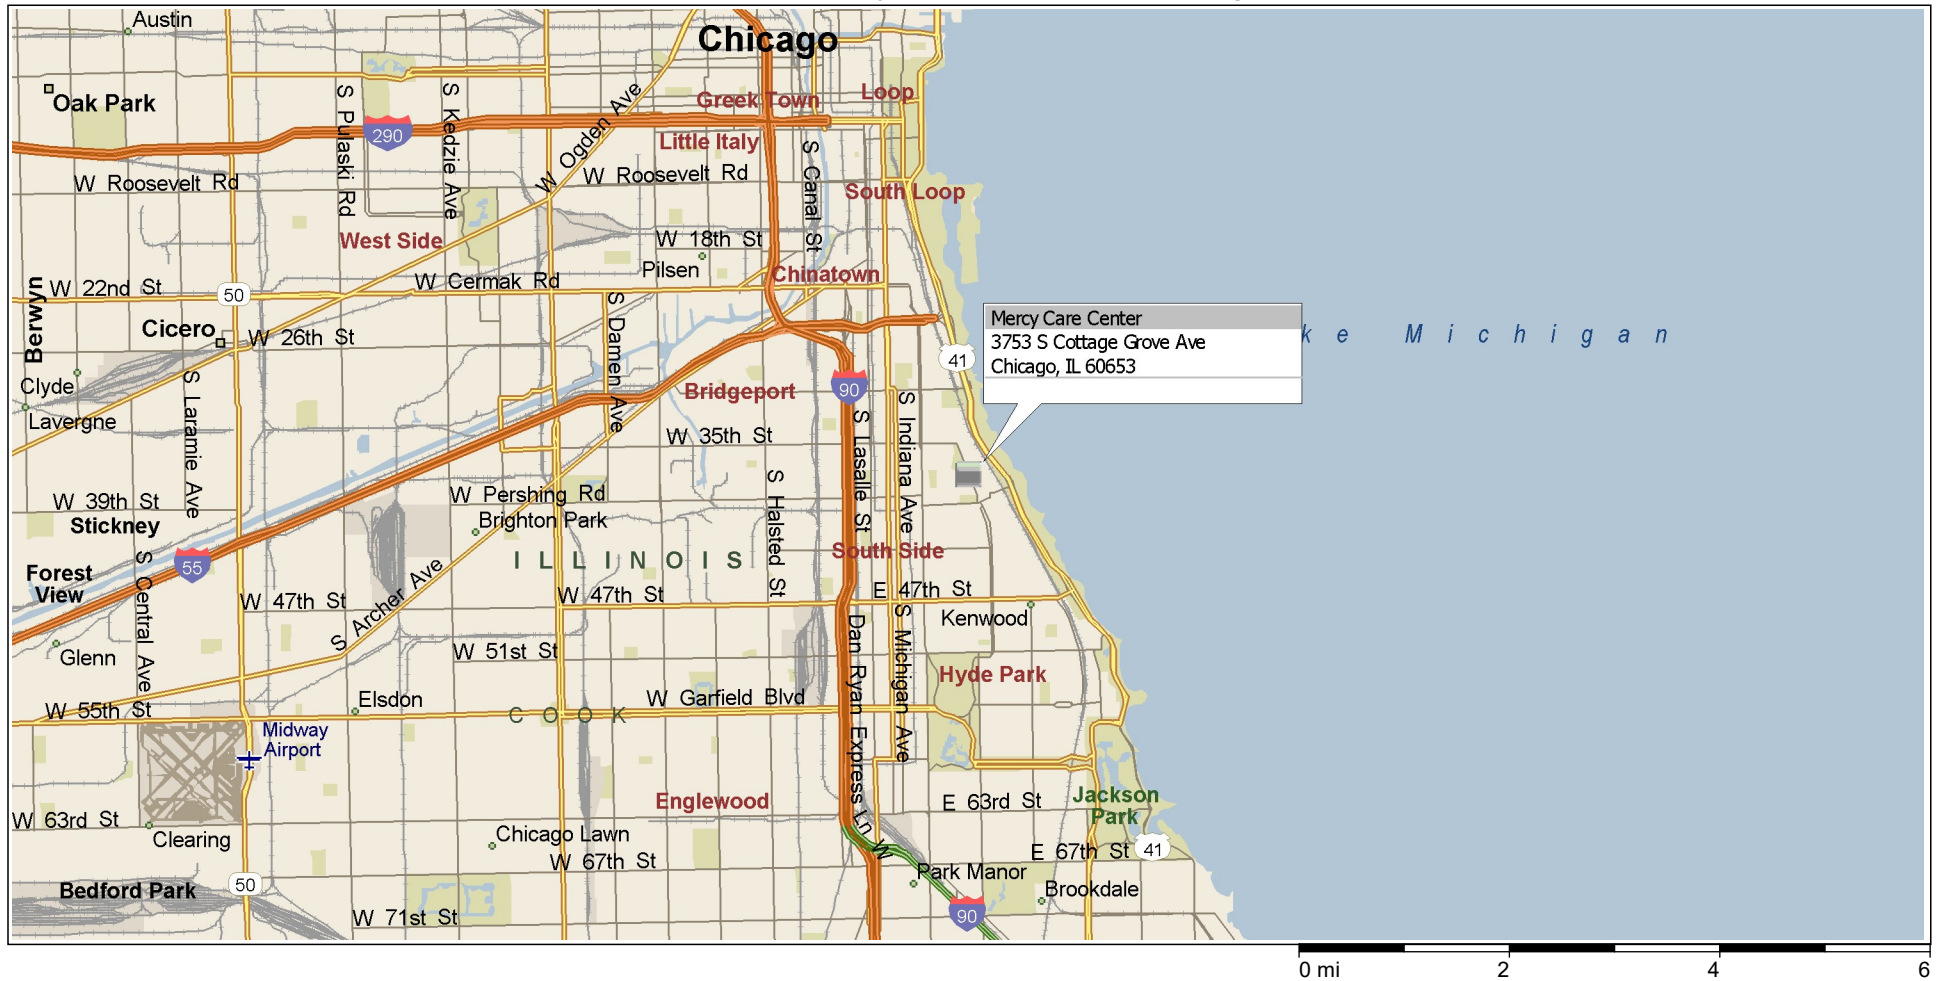 Austin
Chicago
Oak Park
S Pulaski Rd
S Kedzie Ave
W Ogden Ave
Greek Town
Loop
290
Little Italy
S Canal St
W Roosevelt Rd
W Roosevelt Rd
South Loop
West Side
W 18th St
Pilsen
Chinatown
Berwyn
W 22nd St
50
W Cermak Rd
S Damen Ave
Cicero
W 26th St
Mercy Care Center
3753 S Cottage Grove Ave
Chicago, IL 60653
ke Michigan
41
Clyde
Lavergne
S Laramie Ave
Bridgeport
90
S Lasalle St
S Indiana Ave
W 35th St
S Halsted St
W 39th St
Stickney
W Pershing Rd
Brighton Park
ILLINOIS
South Side
55
Forest
View
S Central Ave
W 47th St
S Archer Ave
W 47th St
E 47th St
Kenwood
Glenn
W 51st St
Dan Ryan Express Ln W
S Michigan Ave
Hyde Park
W 55th St
Elsdon
COOK
W Garfield Blvd
Midway
Airport
Englewood
E 63rd St
Jackson
Park
W 63rd St
Clearing
Chicago Lawn
W 67th St
E 67th St
41
Park Manor
Bedford Park
50
Brookdale
W 71st St
90
0 mi 2 4 6